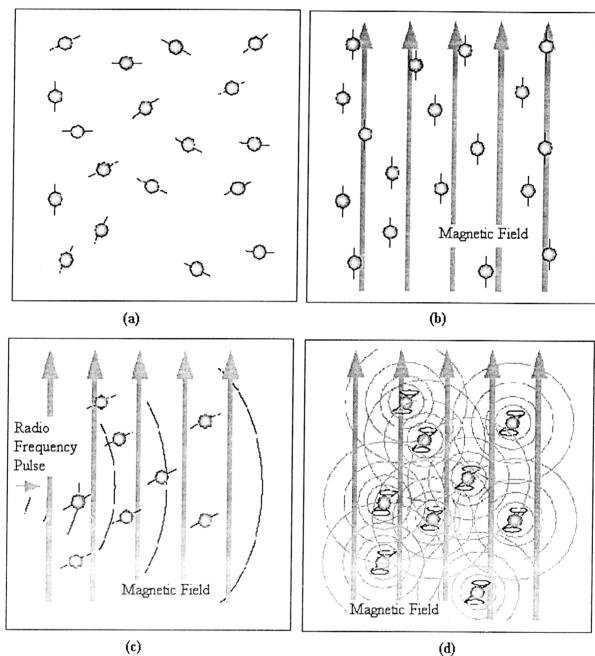 (a)
Magnetic Field
(b)
Radio
Frequency
Pulse
Magnetic Field
(c)
Magnetic Field
(d)